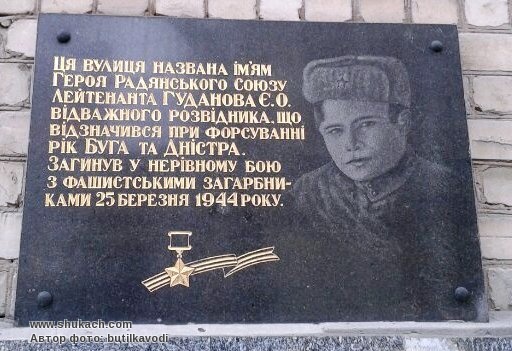 Ця вулиця названа ім'ям
Героя Радянського Союзу
Лейтенанта Гуданова Є.О.
відважного розвідника, що
відзначився при форсуванні
рік Буга та Дністра.
Загинув у нерівному бою
з фашистськими загарбни-
ками 25 березня 1944 року.
www.shukach.com
Автор фото: butilkavodi